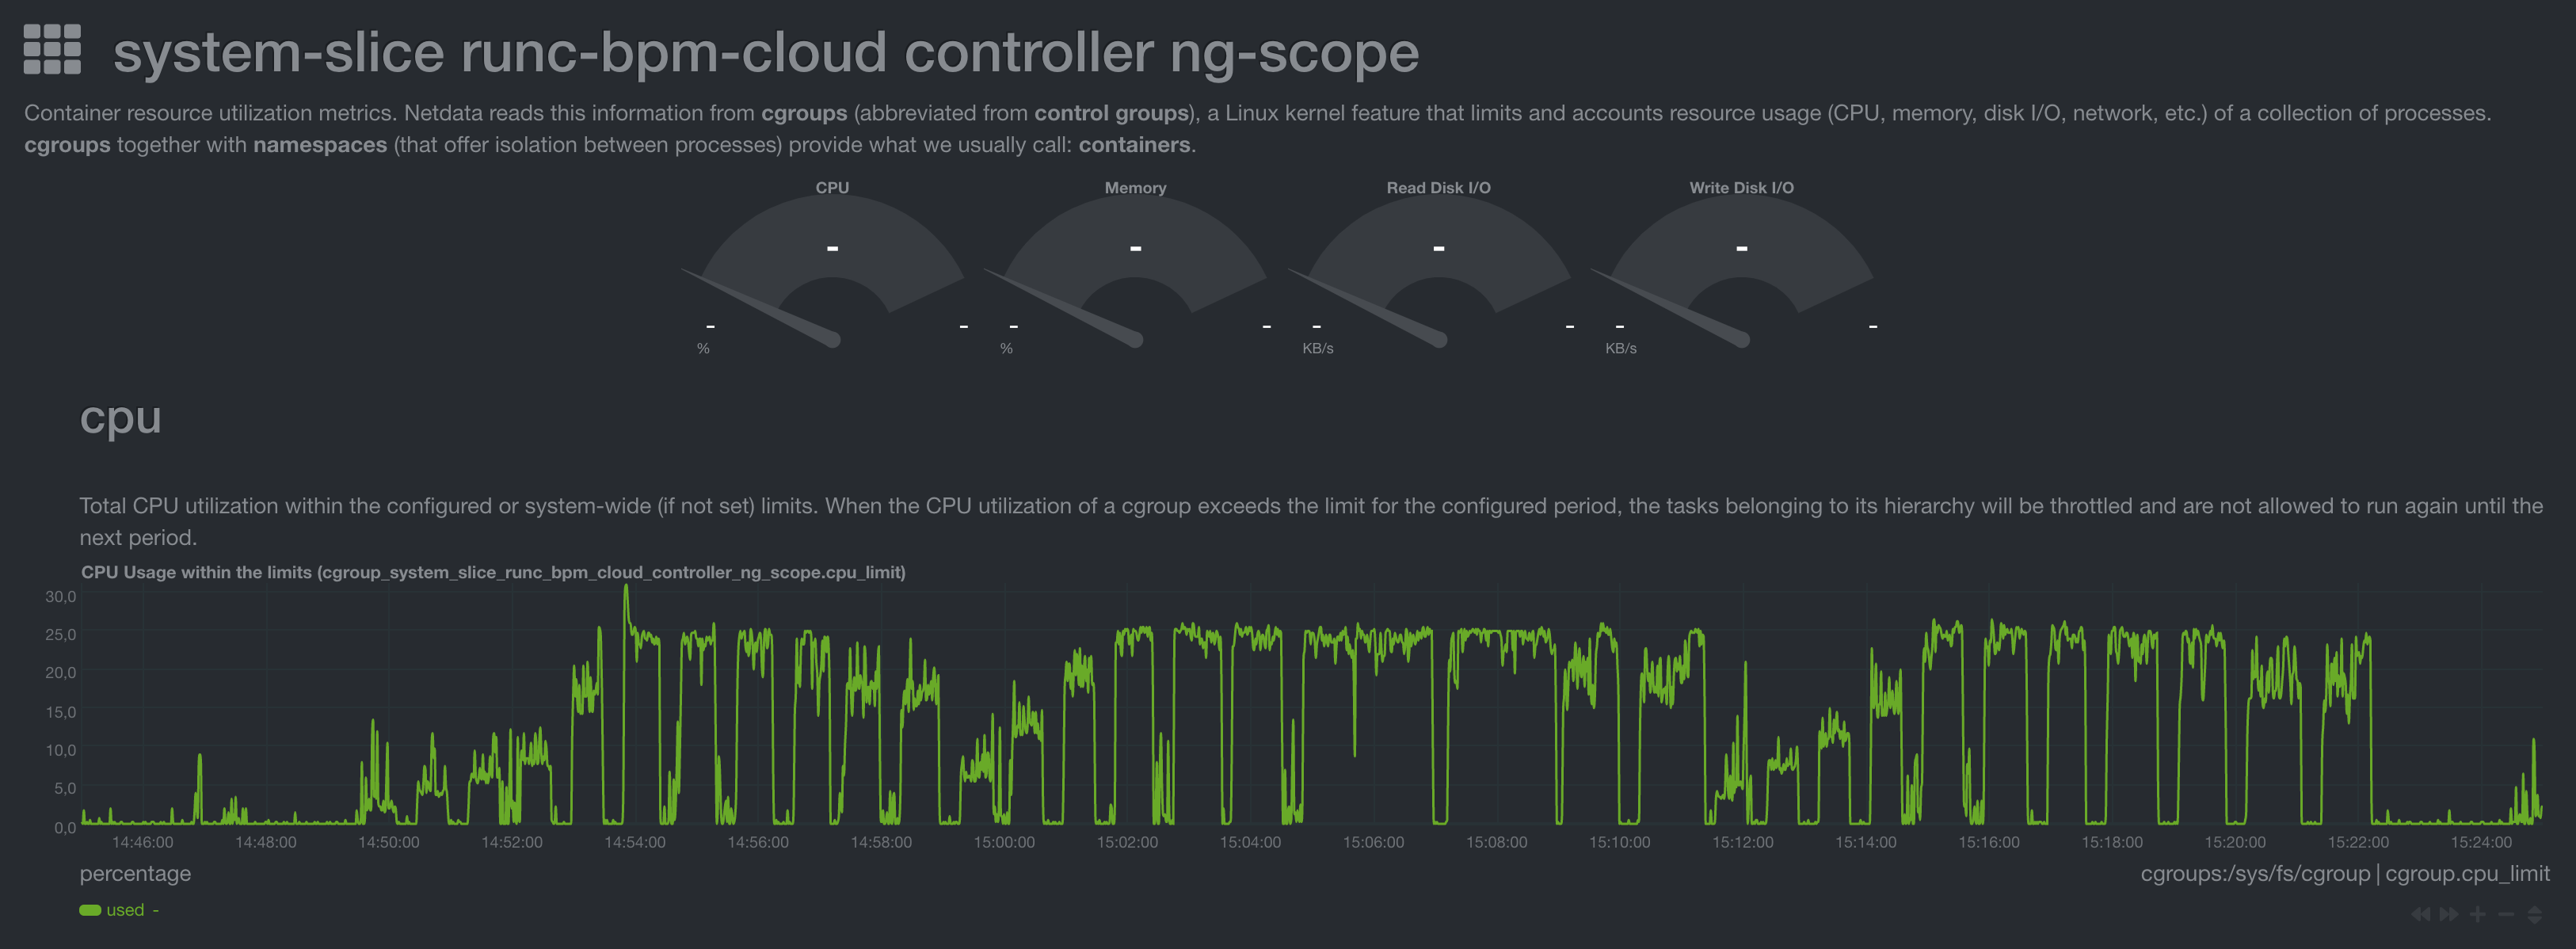 system-slice runc-bpm-cloud controller ng-scope
Container resource utilization metrics. Netdata reads this information from cgroups (abbreviated from control groups), a Linux kernel feature that limits and accounts resource usage (CPU, memory, disk I/O, network, etc.) of a collection of processes.
cgroups together with namespaces (that offer isolation between processes) provide what we usually call: containers.
CPU Memory Read Disk I/O Write Disk I/O
- - - -
- - - - - - - -
% % KB/s KB/s
cpu
Total CPU utilization within the configured or system-wide (if not set) limits. When the CPU utilization of a cgroup exceeds the limit for the configured period, the tasks belonging to its hierarchy will be throttled and are not allowed to run again until the
next period.
CPU Usage within the limits (cgroup_system_slice_runc_bpm_cloud_controller_ng_scope.cpu_limit)
30,0
25,0
20,0
15,0
10,0
5,0
0,0
14:46:00 14:48:00 14:50:00 14:52:00 14:54:00 14:56:00 14:58:00 15:00:00 15:02:00 15:04:00 15:06:00 15:08:00 15:10:00 15:12:00 15:14:00 15:16:00 15:18:00 15:20:00 15:22:00 15:24:00
percentage cgroups:/sys/fs/cgroup | cgroup.cpu_limit
used -